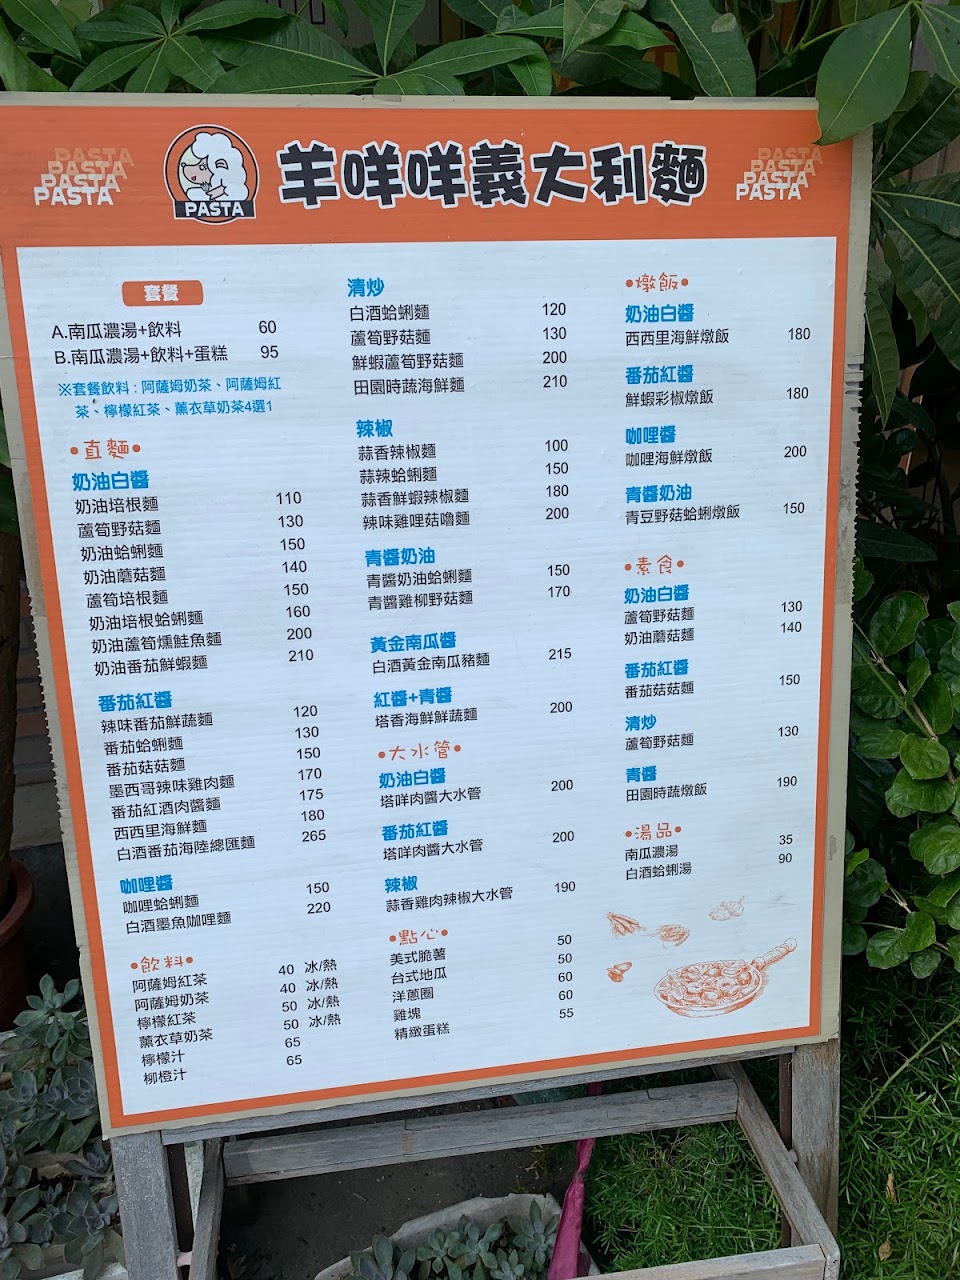 PASTA
PASTA
PASTA
PASTA
羊咩咩義大利麵
PASTA
PASTA
PASTA
套餐
A.南瓜濃湯+飲料 60
B.南瓜濃湯+飲料+蛋糕 95
※套餐飲料:阿薩姆奶茶、阿薩姆紅
茶、檸檬紅茶、薰衣草奶茶4選1
•直麵•
奶油白醬
奶油培根麵 110
蘆筍野菇麵 130
奶油蛤蜊麵 150
奶油蘑菇麵 140
蘆筍培根麵 150
奶油培根蛤蜊麵 160
奶油蘆筍燻鮭魚麵 200
奶油番茄鮮蝦麵 210
番茄紅醬
辣味番茄鮮蔬麵 120
番茄蛤蜊麵 130
番茄菇菇麵 150
墨西哥辣味雞肉麵 170
番茄紅酒肉醬麵 175
西西里海鮮麵 180
白酒番茄海陸總匯麵 265
咖哩醬
咖哩蛤蜊麵 150
白酒墨魚咖哩麵 220
•飲料•
阿薩姆紅茶 40 冰/熱
阿薩姆奶茶 40 冰/熱
檸檬紅茶 50 冰/熱
薰衣草奶茶 50 冰/熱
檸檬汁 65
柳橙汁 65
清炒
白酒蛤蜊麵 120
蘆筍野菇麵 130
鮮蝦蘆筍野菇麵 200
田園時蔬海鮮麵 210
辣椒
蒜香辣椒麵 100
蒜辣蛤蜊麵 150
蒜香鮮蝦辣椒麵 180
辣味雞哩菇嚕麵 200
青醬奶油
青醬奶油蛤蜊麵 150
青醬雞柳野菇麵 170
黃金南瓜醬
白酒黃金南瓜豬麵 215
紅醬+青醬
塔香海鮮鮮蔬麵 200
•大水管•
奶油白醬
塔咩肉醬大水管 200
番茄紅醬
塔咩肉醬大水管 200
辣椒
蒜香雞肉辣椒大水管 190
•點心•
美式脆薯 50
台式地瓜 50
洋蔥圈 60
雞塊 60
精緻蛋糕 55
•燉飯•
奶油白醬
西西里海鮮燉飯 180
番茄紅醬
鮮蝦彩椒燉飯 180
咖哩醬
咖哩海鮮燉飯 200
青醬奶油
青豆野菇蛤蜊燉飯 150
•素食•
奶油白醬
蘆筍野菇麵 130
奶油蘑菇麵 140
番茄紅醬
番茄菇菇麵 150
清炒
蘆筍野菇麵 130
青醬
田園時蔬燉飯 190
•湯品•
南瓜濃湯 35
白酒蛤蜊湯 90